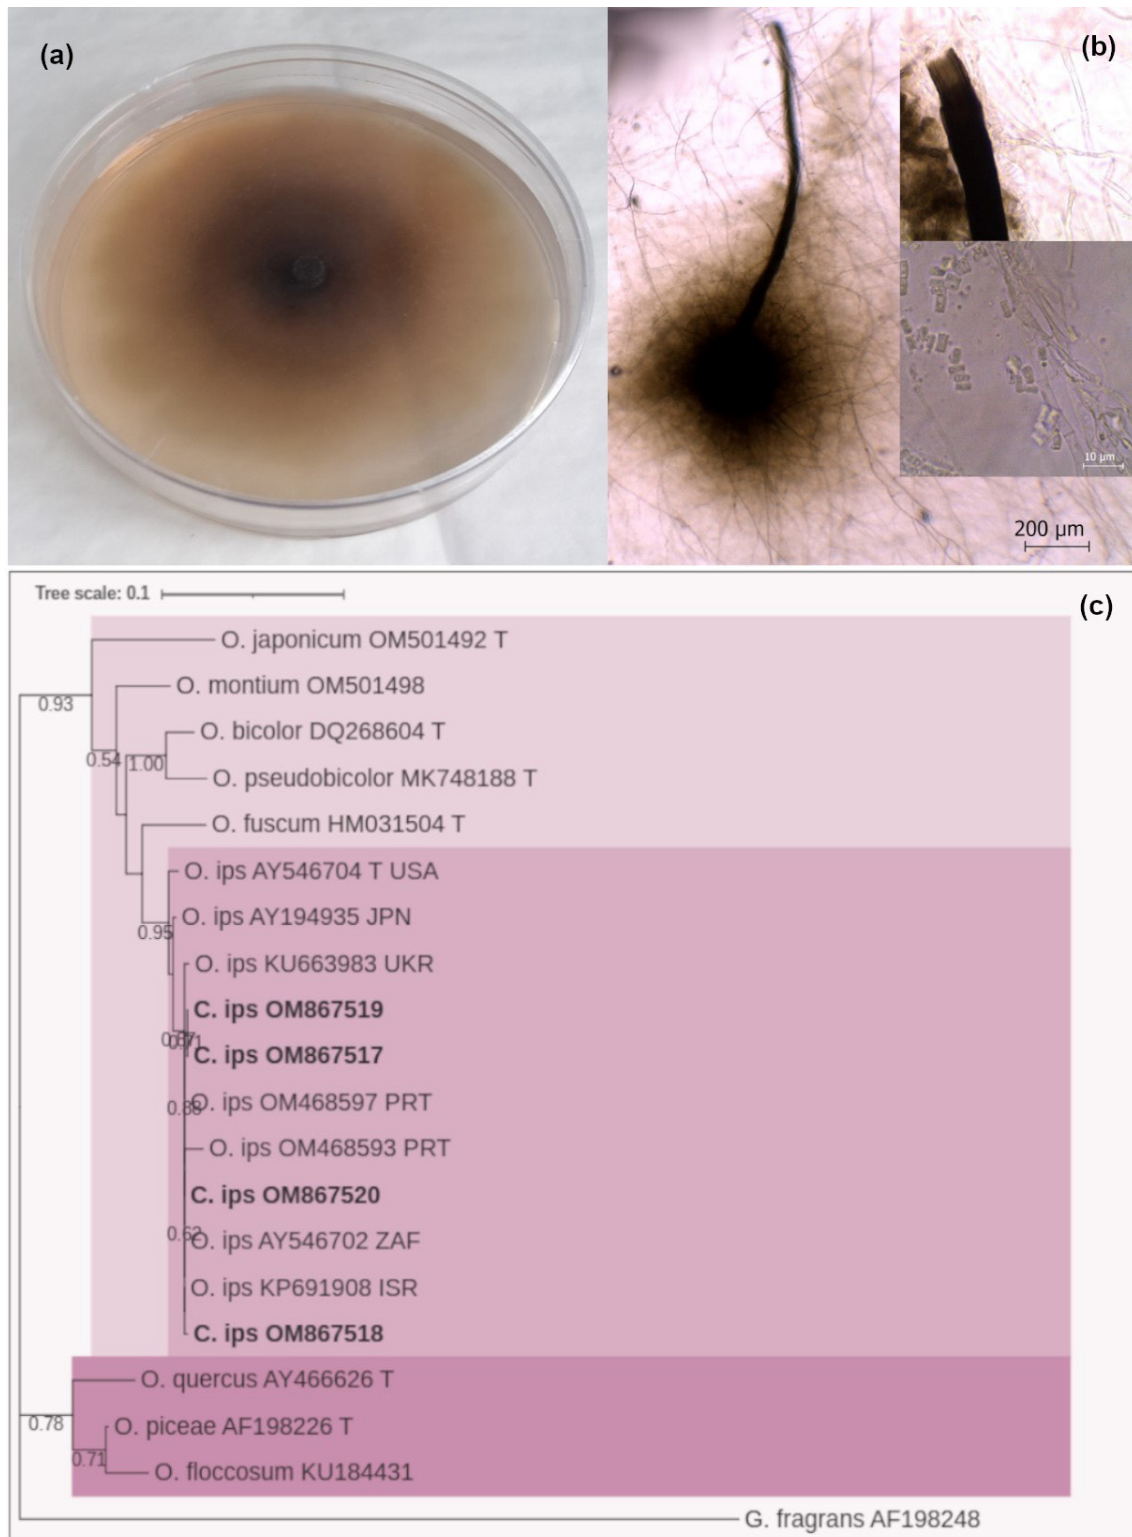 (a)
(b)
10 µm
200 µm
(c)
Tree scale: 0.1
O. japonicum OM501492 T
0.93
O. montium OM501498
O. bicolor DQ268604 T
0.54
1.00
O. pseudobicolor MK748188 T
O. fuscum HM031504 T
O. ips AY546704 T USA
O. ips AY194935 JPN
0.95
O. ips KU663983 UKR
C. ips OM867519
C. ips OM867517
O. ips OM468597 PRT
O. ips OM468593 PRT
C. ips OM867520
0.62
O. ips AY546702 ZAF
O. ips KP691908 ISR
C. ips OM867518
O. quercus AY466626 T
0.78
O. piceae AF198226 T
0.71
O. floccosum KU184431
G. fragrans AF198248